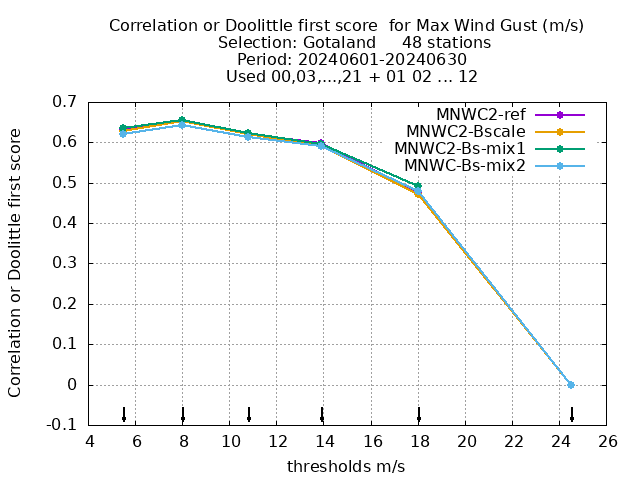 Correlation or Doolittle first score  for Max Wind Gust (m/s)
Selection: Gotaland     48 stations
Period: 20240601-20240630
Used 00,03,...,21 + 01 02 ... 12
MNWC2-ref
MNWC2-Bscale
MNWC2-Bs-mix1
MNWC-Bs-mix2
Correlation or Doolittle first score
0.7
0.6
0.5
0.4
0.3
0.2
0.1
0
-0.1
4 6 8 10 12 14 16 18 20 22 24 26
thresholds m/s